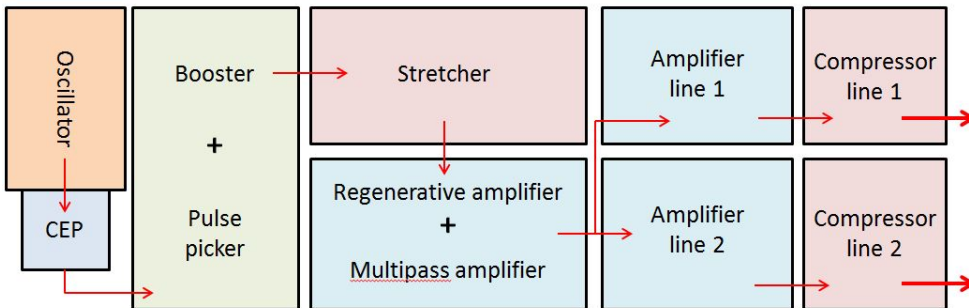 Oscillator
CEP
Booster
+
Pulse
picker
Stretcher
Regenerative amplifier
+
Multipass amplifier
Amplifier
line 1
Amplifier
line 2
Compressor
line 1
Compressor
line 2